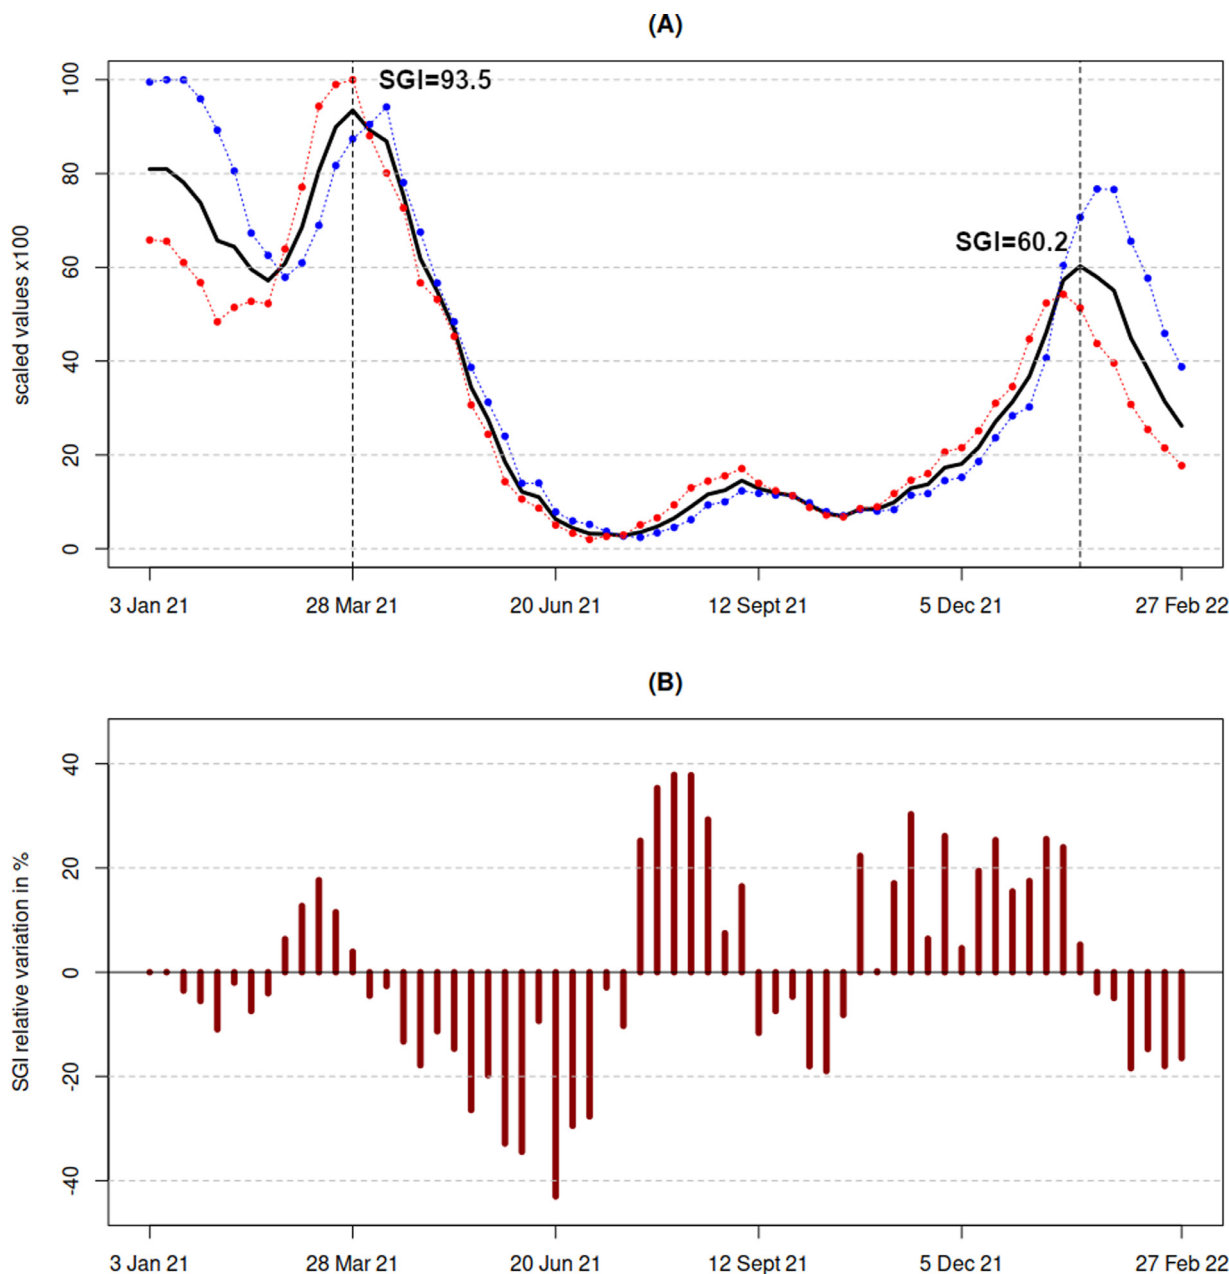 (A)
SGI=93.5
SGI=60.2
scaled values x100
100
80
60
40
20
0
3 Jan 21 28 Mar 21 20 Jun 21 12 Sept 21 5 Dec 21 27 Feb 22
(B)
SGI relative variation in %
40
20
0
-20
-40
3 Jan 21 28 Mar 21 20 Jun 21 12 Sept 21 5 Dec 21 27 Feb 22